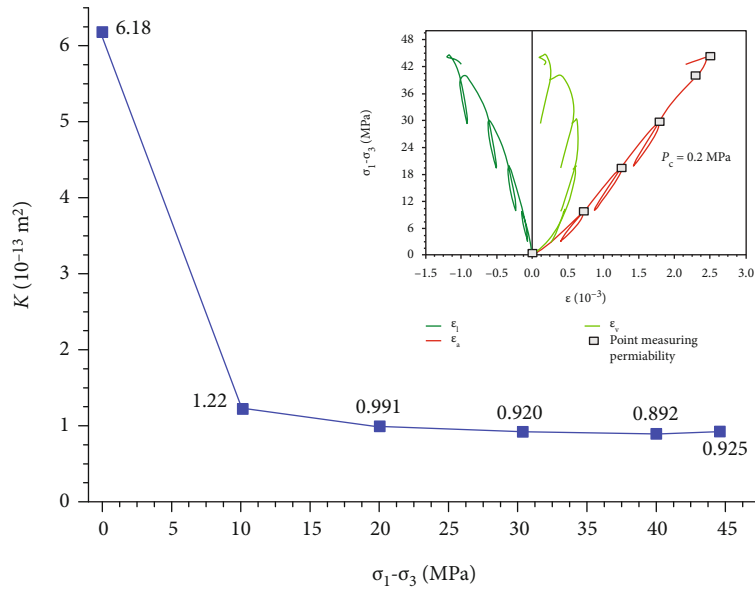 6.18
1.22
0.991
0.920
0.892
0.925
6
5
4
3
2
1
0
K (10⁻¹³ m²)
0 5 10 15 20 25 30 35 40 45
σ₁-σ₃ (MPa)
48
42
36
30
24
18
12
6
0
σ₁-σ₃ (MPa)
P꜀ = 0.2 MPa
−1.5 −1.0 −0.5 0.0 0.5 1.0 1.5 2.0 2.5 3.0
ε (10⁻³)
εₗ
εₐ
εᵥ
Point measuring
permiability